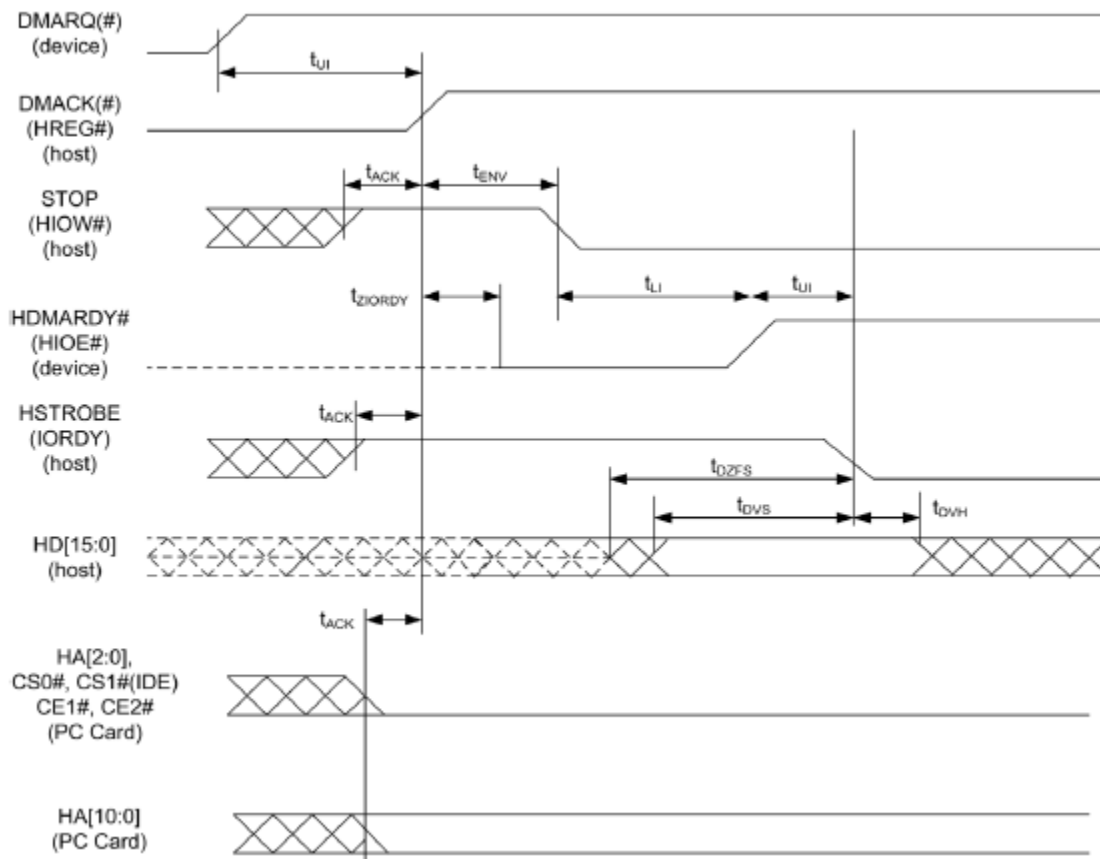 DMARQ(#)
(device)
tUI
DMACK(#)
(HREG#)
(host)
tACK
tENV
STOP
(HIOW#)
(host)
tZIORDY
tLI
tUI
HDMARDY#
(HIOE#)
(device)
tACK
HSTROBE
(IORDY)
(host)
tDZFS
tDVS
tDVH
HD[15:0]
(host)
tACK
HA[2:0],
CS0#, CS1#(IDE)
CE1#, CE2#
(PC Card)
HA[10:0]
(PC Card)